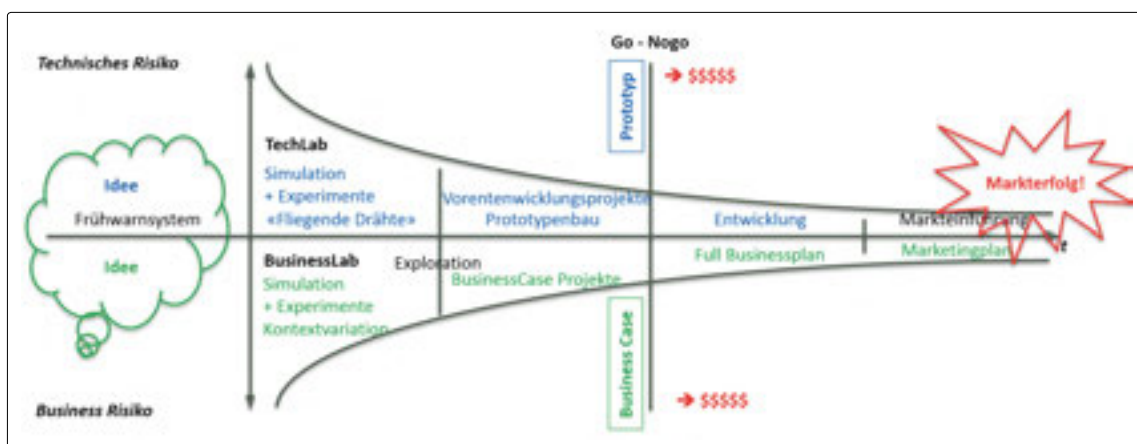 Go - Nogo
Technisches Risiko
➔ $$$$$
Prototyp
TechLab
Simulation
+ Experimente
«Fliegende Drähte»
Idee
Frühwarnsystem
Idee
Vorentenwicklungsprojekte
Prototypenbau
Entwicklung
Markteinführung
Markterfolg!
t
BusinessLab
Simulation
+ Experimente
Kontextvariation
Exploration
BusinessCase Projekte
Full Businessplan
Marketingplan
Business Case
➔ $$$$$
Business Risiko